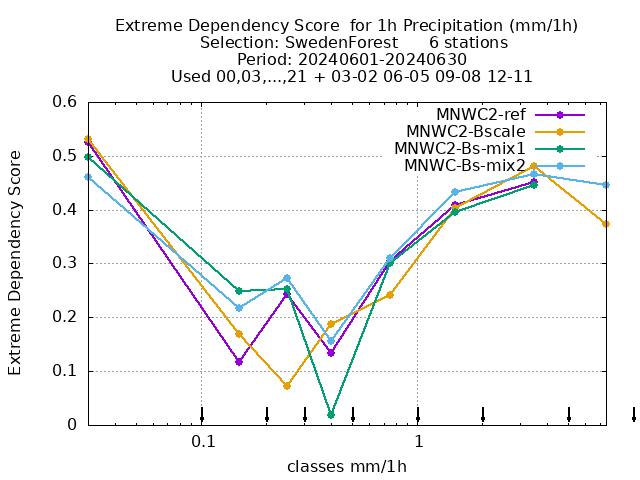 Extreme Dependency Score  for 1h Precipitation (mm/1h)
Selection: SwedenForest      6 stations
Period: 20240601-20240630
Used 00,03,...,21 + 03-02 06-05 09-08 12-11
MNWC2-ref
MNWC2-Bscale
MNWC2-Bs-mix1
MNWC-Bs-mix2
Extreme Dependency Score
0.6
0.5
0.4
0.3
0.2
0.1
0
0.1
1
classes mm/1h